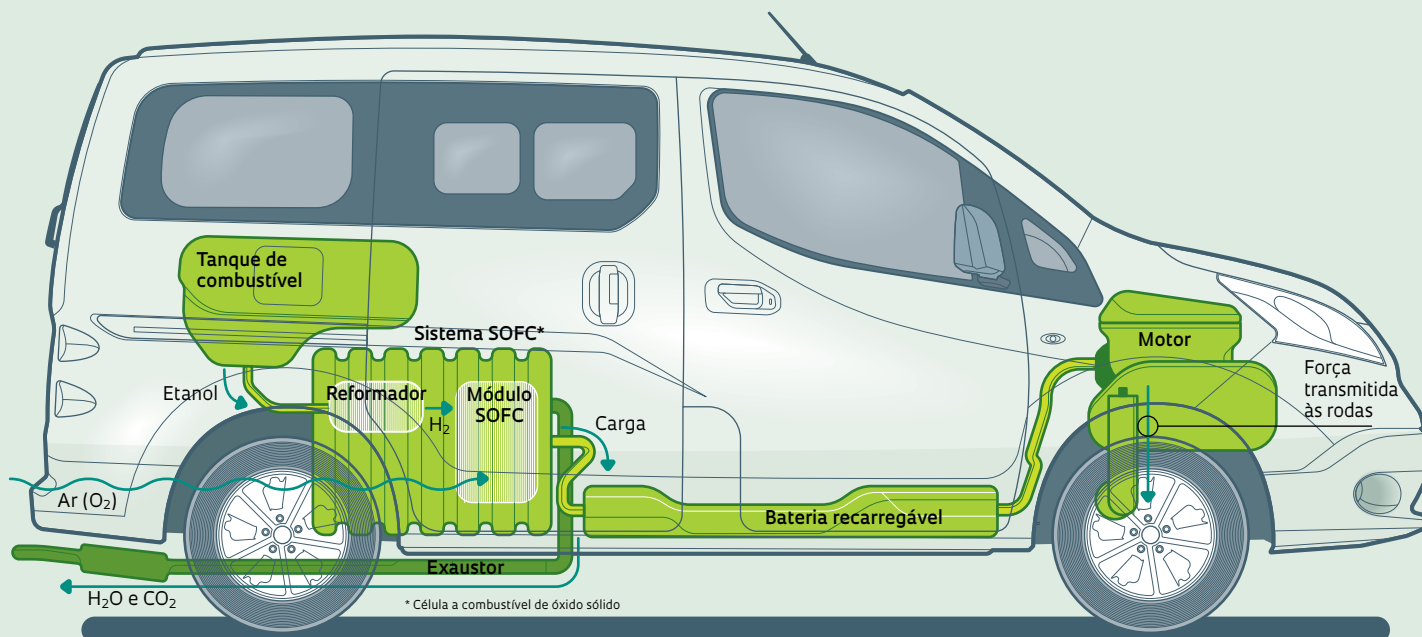 Tanque de
combustível
Sistema SOFC*
Etanol
Reformador
H₂
Módulo
SOFC
Carga
Motor
Força
transmitida
às rodas
Ar (O₂)
Bateria recarregável
Exaustor
H₂O e CO₂
* Célula a combustível de óxido sólido